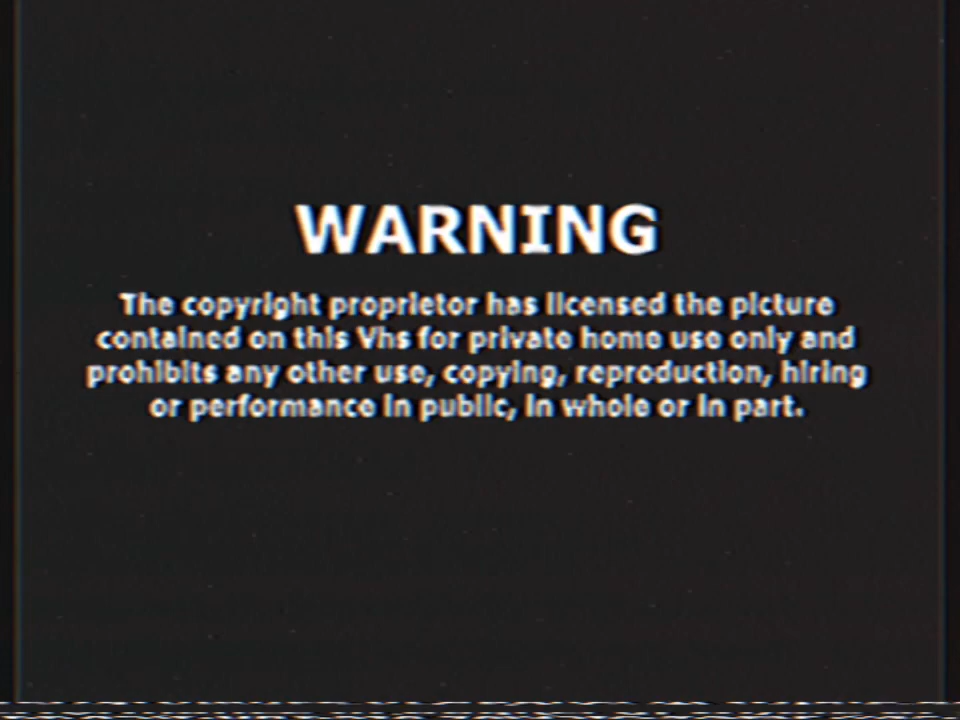 WARNING
The copyright proprietor has licensed the picture
contained on this Vhs for private home use only and
prohibits any other use, copying, reproduction, hiring
or performance in public, in whole or in part.